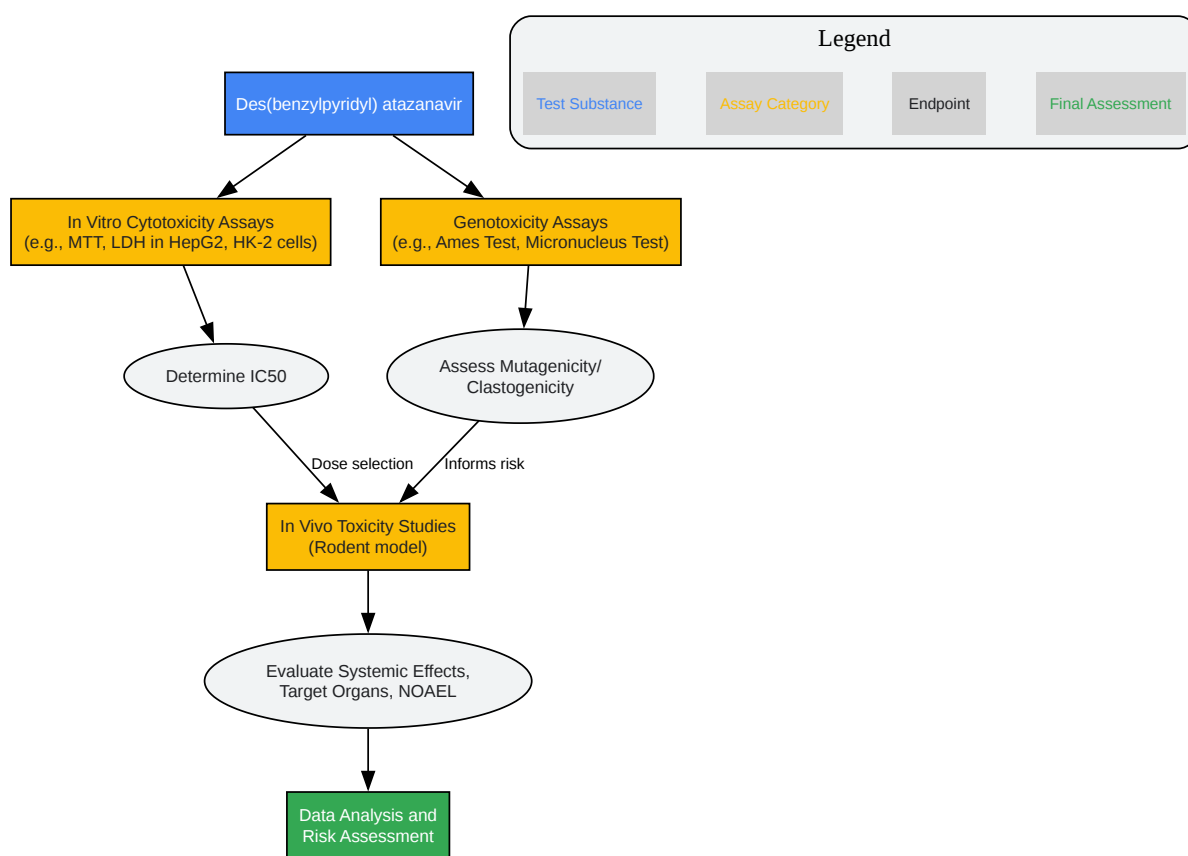 Legend
Test Substance
Assay Category
Endpoint
Final Assessment
Des(benzylpyridyl) atazanavir
In Vitro Cytotoxicity Assays
(e.g., MTT, LDH in HepG2, HK-2 cells)
Genotoxicity Assays
(e.g., Ames Test, Micronucleus Test)
Determine IC50
Assess Mutagenicity/
Clastogenicity
Dose selection
Informs risk
In Vivo Toxicity Studies
(Rodent model)
Evaluate Systemic Effects,
Target Organs, NOAEL
Data Analysis and
Risk Assessment